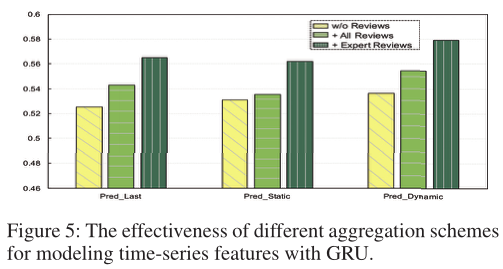 0.6
w/o Reviews
+ All Reviews
+ Expert Reviews
0.58
0.56
0.54
0.52
0.5
0.48
0.46
Pred_Last Pred_Static Pred_Dynamic
Figure 5: The effectiveness of different aggregation schemes
for modeling time-series features with GRU.